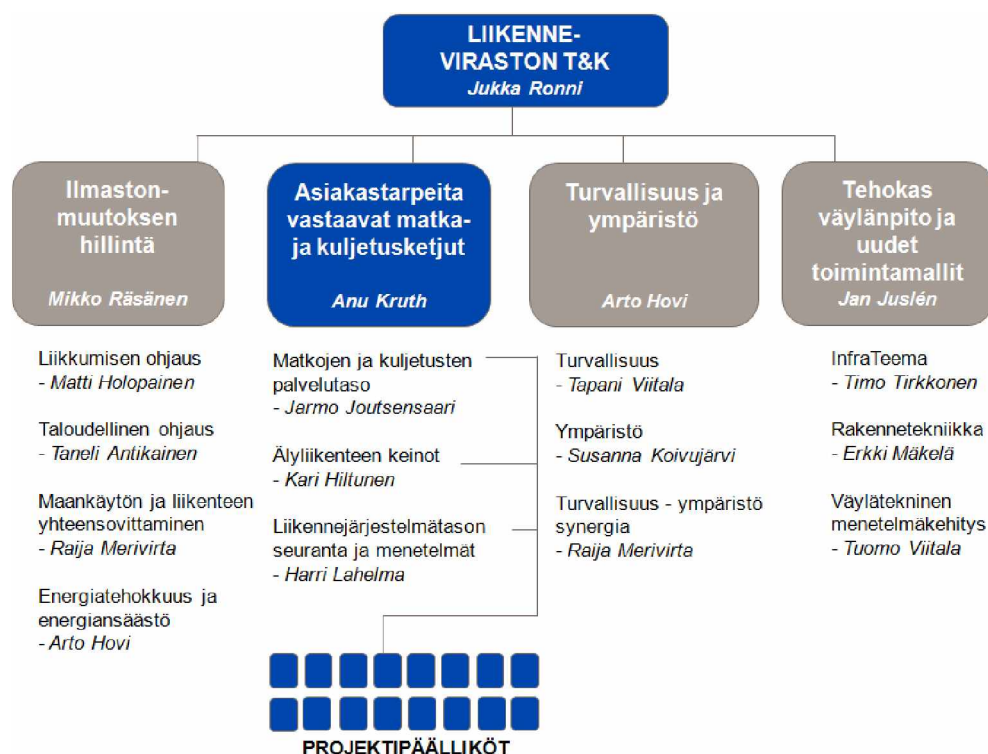 LIIKENNE-
VIRASTON T&K
Jukka Ronni
Ilmaston-
muutoksen
hillintä
Mikko Räsänen
Asiakastarpeita
vastaavat matka-
ja kuljetusketjut
Anu Kruth
Turvallisuus ja
ympäristö
Arto Hovi
Tehokas
väylänpito ja
uudet
toimintamallit
Jan Juslén
Liikkumisen ohjaus
- Matti Holopainen
Taloudellinen ohjaus
- Taneli Antikainen
Maankäytön ja liikenteen
yhteensovittaminen
- Raija Merivirta
Energiatehokkuus ja
energiansäästö
- Arto Hovi
Matkojen ja kuljetusten
palvelutaso
- Jarmo Joutsensaari
Älyliikenteen keinot
- Kari Hiltunen
Liikennejärjestelmätason
seuranta ja menetelmät
- Harri Lahelma
Turvallisuus
- Tapani Viitala
Ympäristö
- Susanna Koivujärvi
Turvallisuus - ympäristö
synergia
- Raija Merivirta
InfraTeema
- Timo Tirkkonen
Rakennetekniikka
- Erkki Mäkelä
Väylätekninen
menetelmäkehitys
- Tuomo Viitala
PROJEKTIPÄÄLLIKÖT